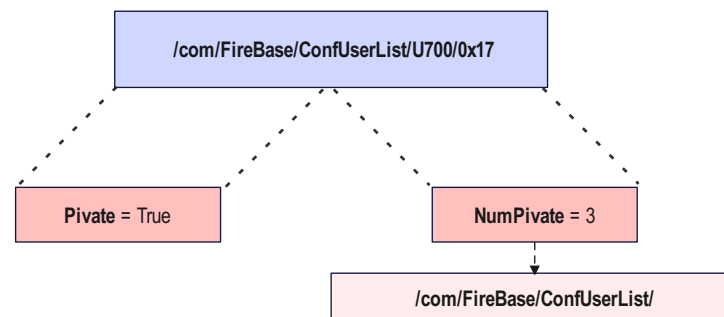 /com/FireBase/ConfUserList/U700/0x17
Pivate = True
NumPivate = 3
/com/FireBase/ConfUserList/